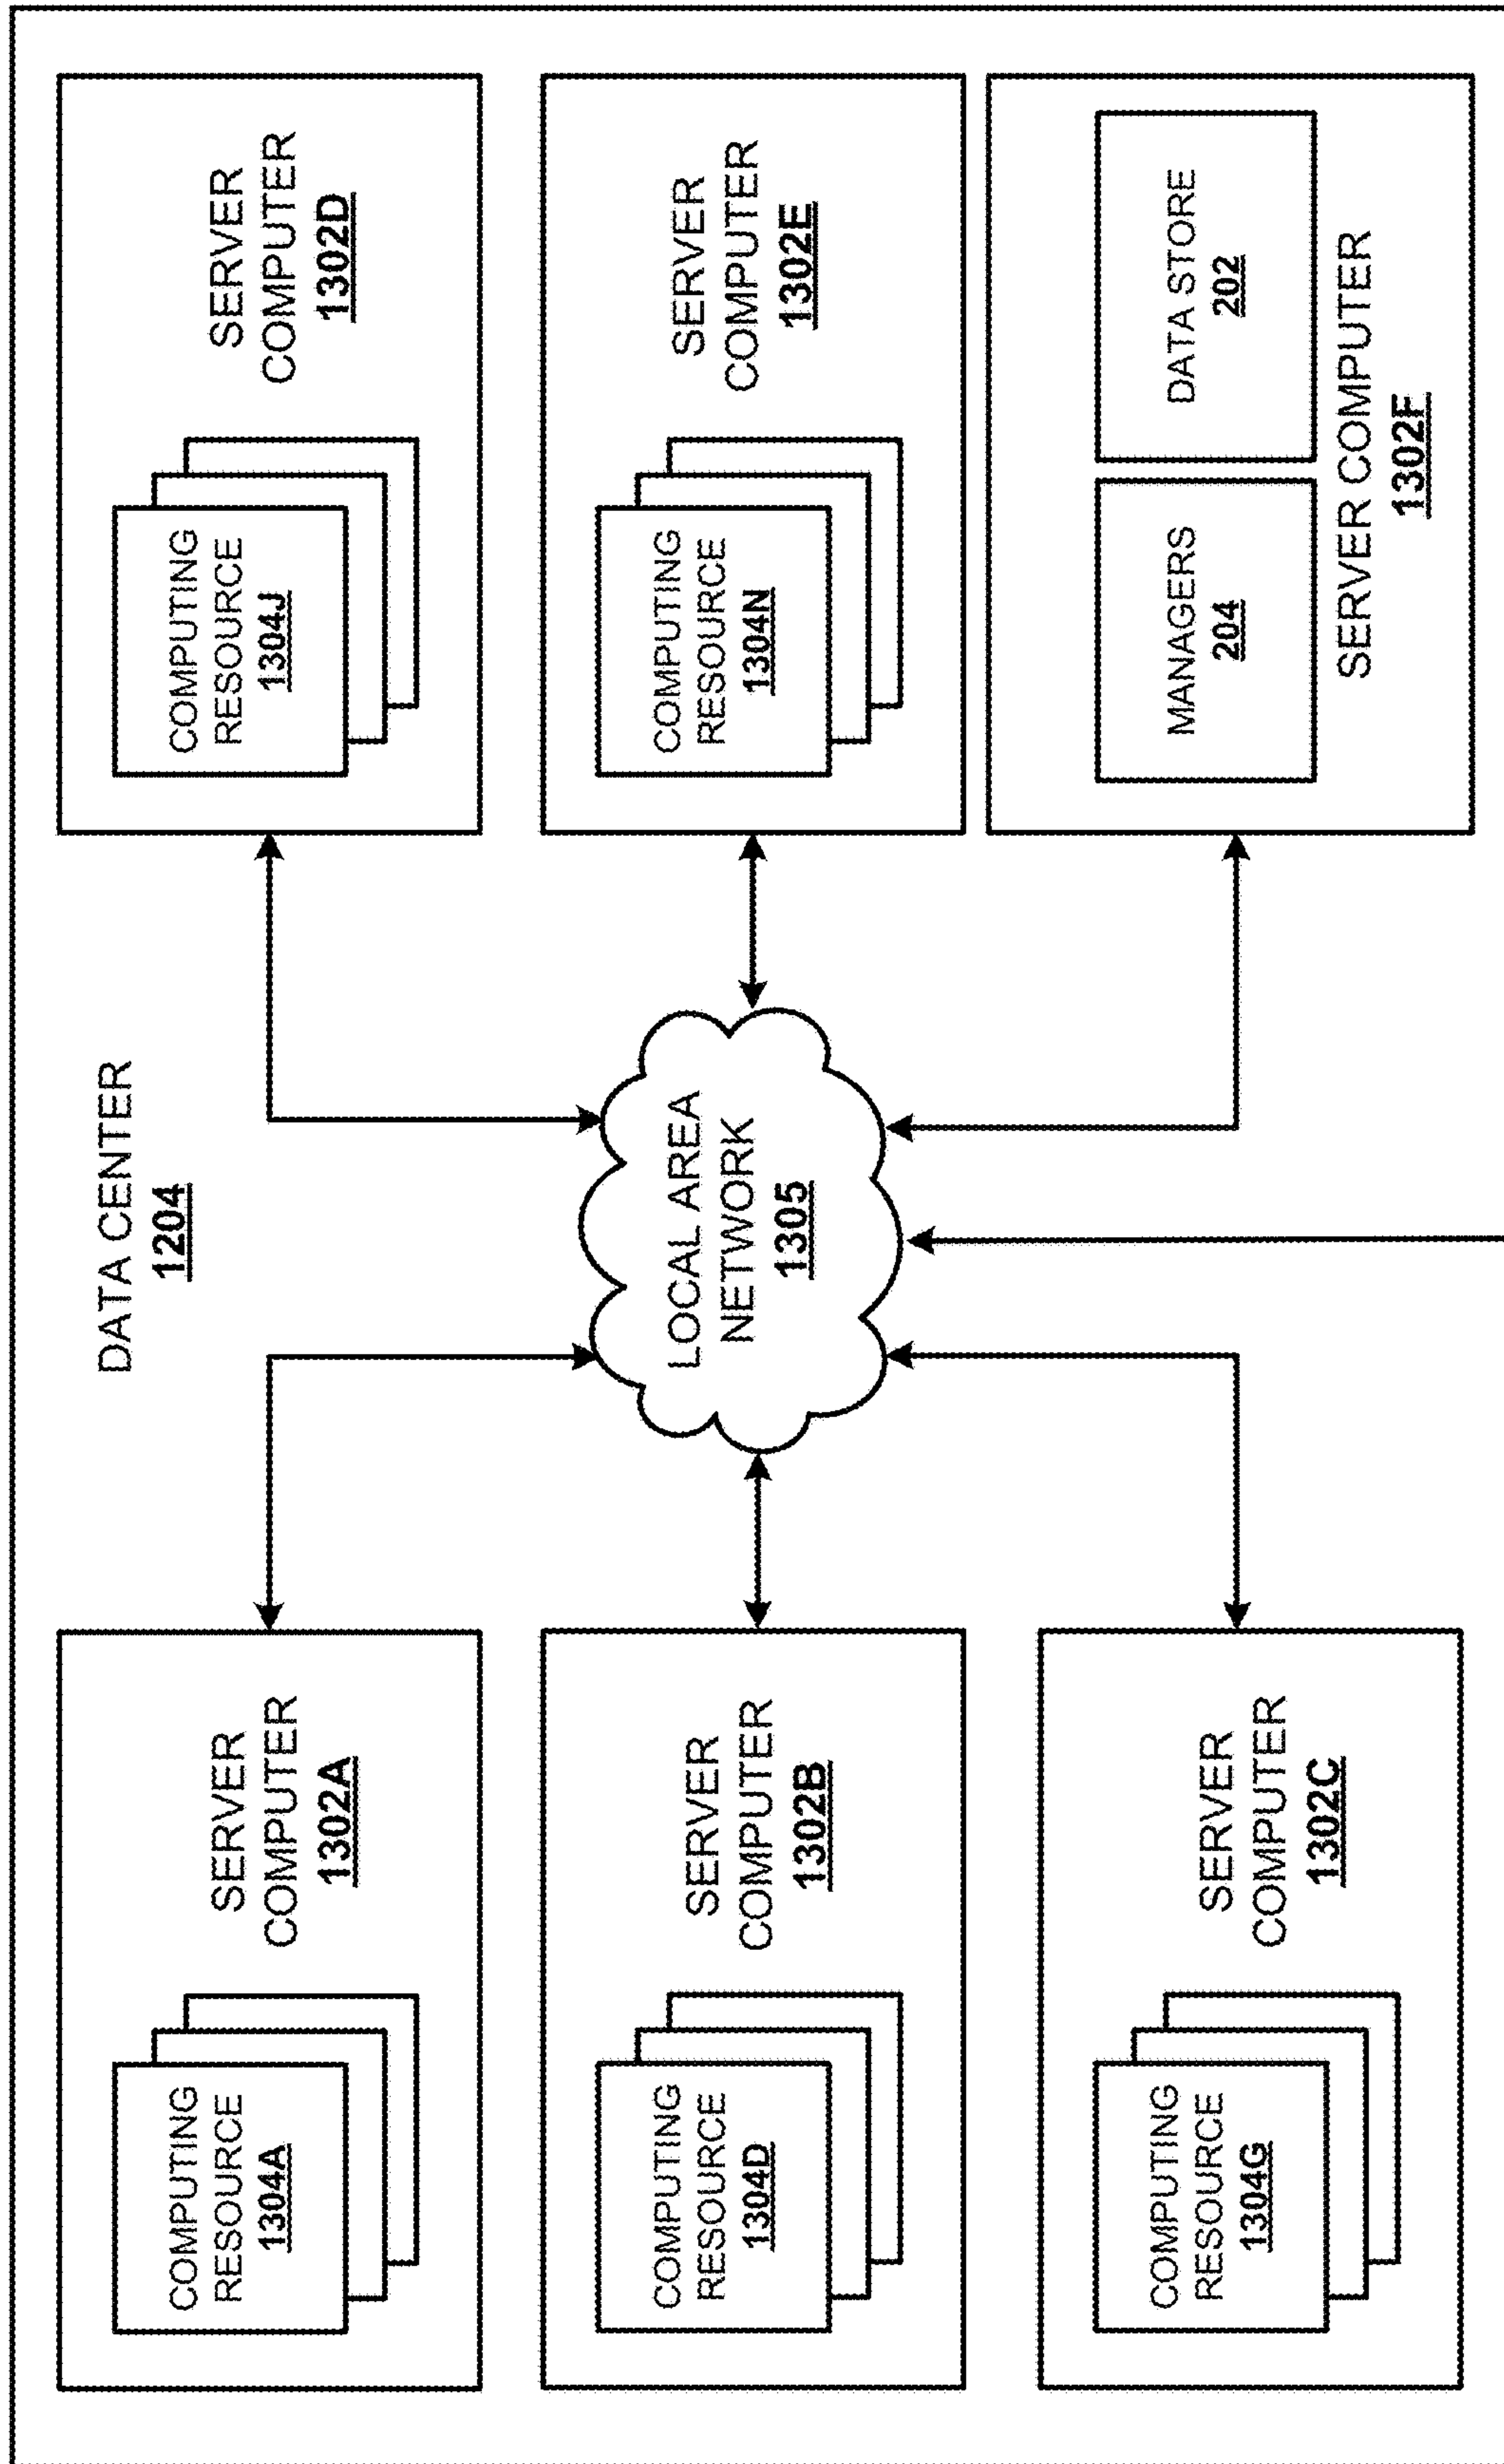 DATA CENTER
1204
COMPUTING
RESOURCE
1304A
SERVER
COMPUTER
1302A
COMPUTING
RESOURCE
1304J
SERVER
COMPUTER
1302D
COMPUTING
RESOURCE
1304D
SERVER
COMPUTER
1302B
LOCAL AREA
NETWORK
1305
COMPUTING
RESOURCE
1304N
SERVER
COMPUTER
1302E
COMPUTING
RESOURCE
1304G
SERVER
COMPUTER
1302C
MANAGERS
204
DATA STORE
202
SERVER COMPUTER
1302F